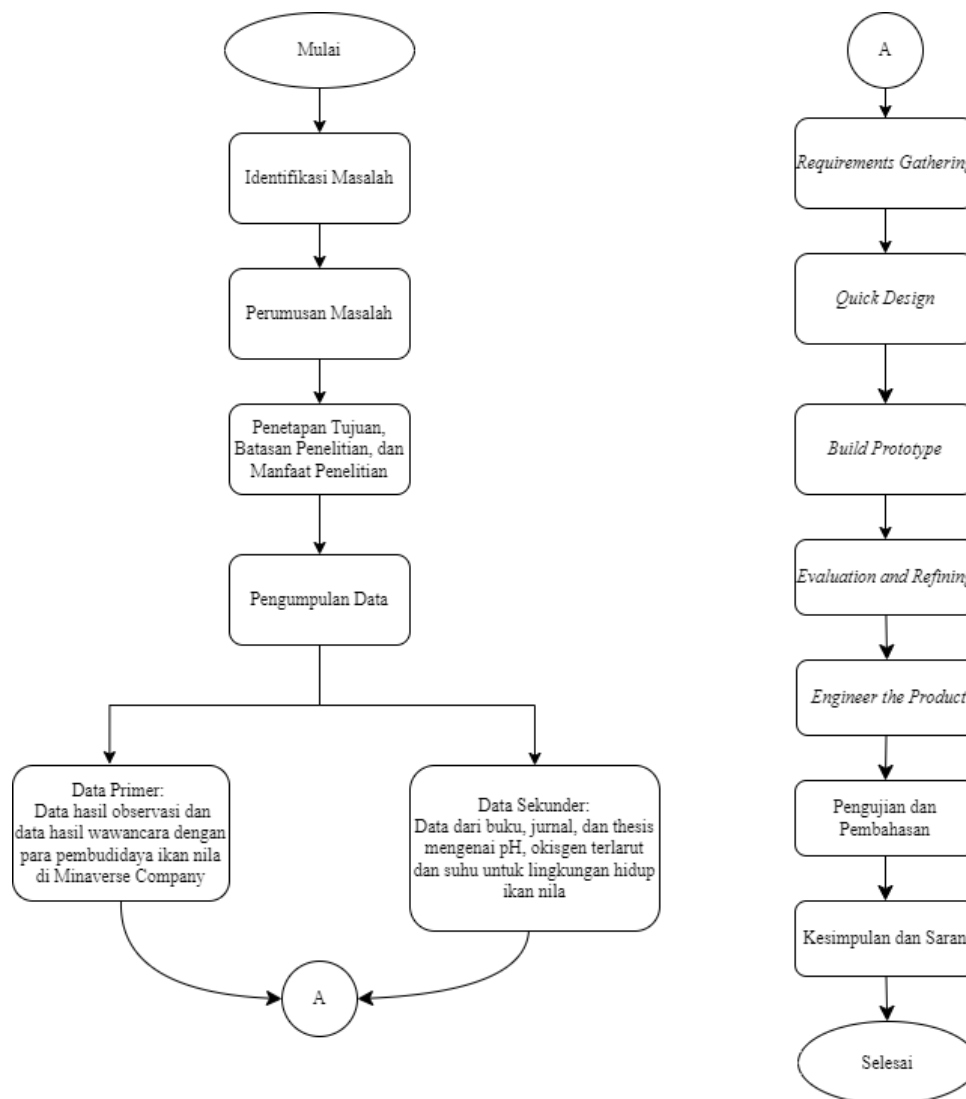 Mulai
Identifikasi Masalah
Perumusan Masalah
Penetapan Tujuan,
Batasan Penelitian, dan
Manfaat Penelitian
Pengumpulan Data
Data Primer:
Data hasil observasi dan
data hasil wawancara dengan
para pembudidaya ikan nila
di Minaverse Company
Data Sekunder:
Data dari buku, jurnal, dan thesis
mengenai pH, okisgen terlarut
dan suhu untuk lingkungan hidup
ikan nila
A
A
Requirements Gathering
Quick Design
Build Prototype
Evaluation and Refining
Engineer the Product
Pengujian dan
Pembahasan
Kesimpulan dan Saran
Selesai